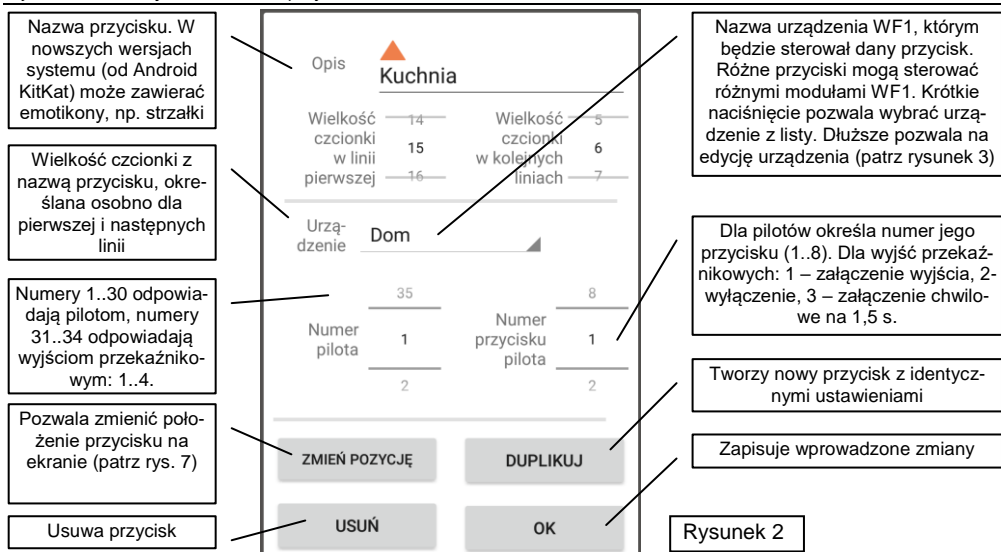 Nazwa przycisku. W
nowszych wersjach
systemu (od Android
KitKat) może zawierać
emotikony, np. strzałki
Wielkość czcionki z
nazwą przycisku, okre-
ślana osobno dla
pierwszej i następnych
linii
Numery 1..30 odpowia-
dają pilotom, numery
31..34 odpowiadają
wyjściom przekaźniko-
wym: 1..4.
Pozwala zmienić poło-
żenie przycisku na
ekranie (patrz rys. 7)
Usuwa przycisk
Opis
Kuchnia
Wielkość
czcionki
w linii
pierwszej
14
15
16
Wielkość
czcionki
w kolejnych
liniach
5
6
7
Urzą-
dzenie
Dom
Numer
pilota
35
1
2
Numer
przycisku
pilota
8
1
2
ZMIEŃ POZYCJĘ
DUPLIKUJ
USUŃ
OK
Nazwa urządzenia WF1, którym
będzie sterował dany przycisk.
Różne przyciski mogą sterować
różnymi modułami WF1. Krótkie
naciśnięcie pozwala wybrać urzą-
dzenie z listy. Dłuższe pozwala na
edycję urządzenia (patrz rysunek 3)
Dla pilotów określa numer jego
przycisku (1..8). Dla wyjść przekaź-
nikowych: 1 – załączenie wyjścia, 2-
wyłączenie, 3 – załączenie chwilo-
we na 1,5 s.
Tworzy nowy przycisk z identycz-
nymi ustawieniami
Zapisuje wprowadzone zmiany
Rysunek 2